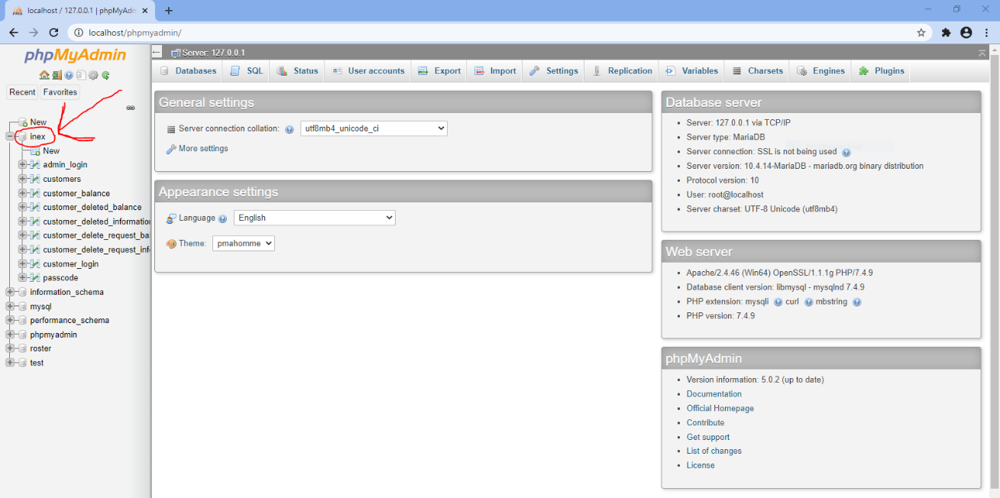 localhost / 127.0.0.1 | phpMyAdm
localhost/phpmyadmin/
phpMyAdmin
Recent Favorites
New
inex
New
admin_login
customers
customer_balance
customer_deleted_balance
customer_deleted_information
customer_delete_request_ba
customer_delete_request_inf
customer_login
passcode
information_schema
mysql
performance_schema
phpmyadmin
roster
test
Server: 127.0.0.1
Databases SQL Status User accounts Export Import Settings Replication Variables Charsets Engines Plugins
General settings
Server connection collation: utf8mb4_unicode_ci
More settings
Appearance settings
Language English
Theme: pmahomme
Database server
Server: 127.0.0.1 via TCP/IP
Server type: MariaDB
Server connection: SSL is not being used
Server version: 10.4.14-MariaDB - mariadb.org binary distribution
Protocol version: 10
User: root@localhost
Server charset: UTF-8 Unicode (utf8mb4)
Web server
Apache/2.4.46 (Win64) OpenSSL/1.1.1g PHP/7.4.9
Database client version: libmysql - mysqlnd 7.4.9
PHP extension: mysqli curl mbstring
PHP version: 7.4.9
phpMyAdmin
Version information: 5.0.2 (up to date)
Documentation
Official Homepage
Contribute
Get support
List of changes
License